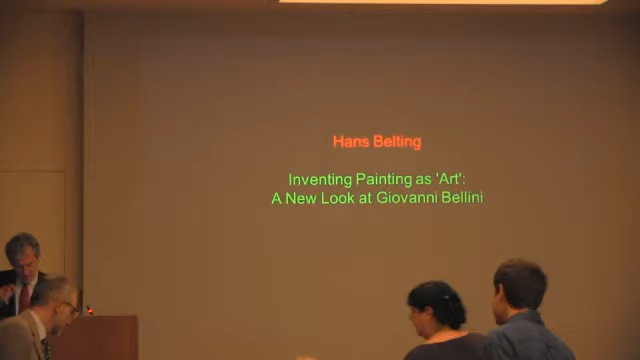 Hans Belting
Inventing Painting as 'Art':
A New Look at Giovanni Bellini